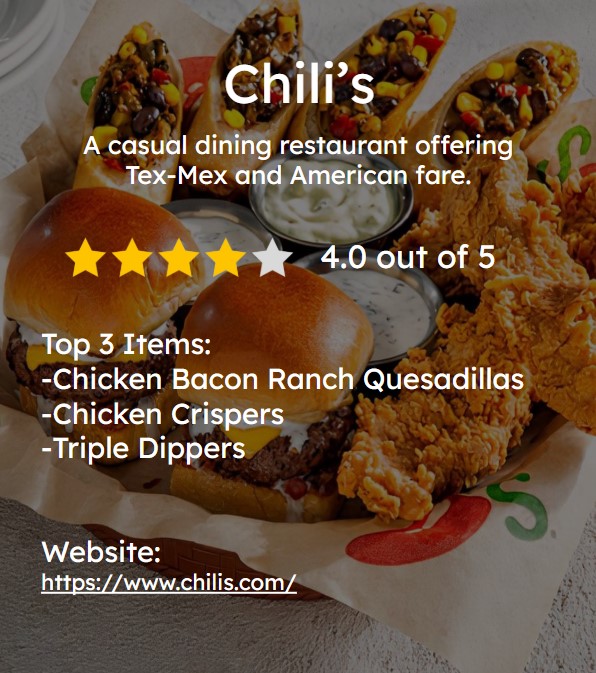 Chili’s
A casual dining restaurant offering
Tex-Mex and American fare.
4.0 out of 5
Top 3 Items:
-Chicken Bacon Ranch Quesadillas
-Chicken Crispers
-Triple Dippers
Website:
https://www.chilis.com/